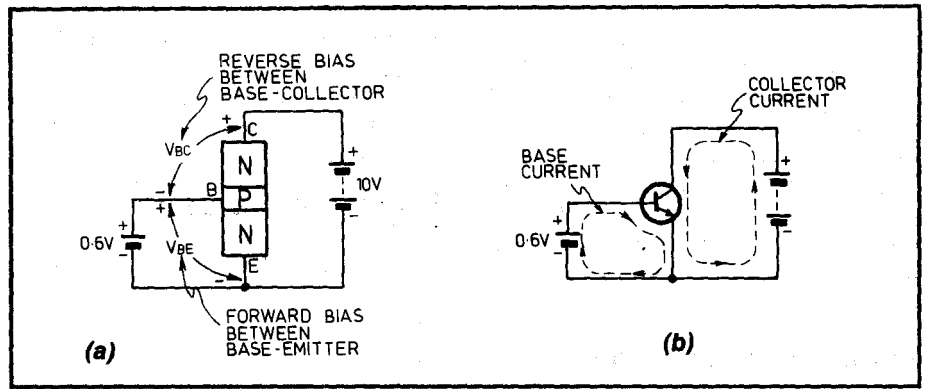 REVERSE BIAS
BETWEEN
BASE-COLLECTOR
+
C
VBC
N
P
N
B
-
+
VBE
+
0.6V
-
+
10V
-
E
-
FORWARD BIAS
BETWEEN
BASE-EMITTER
(a)
COLLECTOR
CURRENT
BASE
CURRENT
+
0.6V
-
+
-
(b)